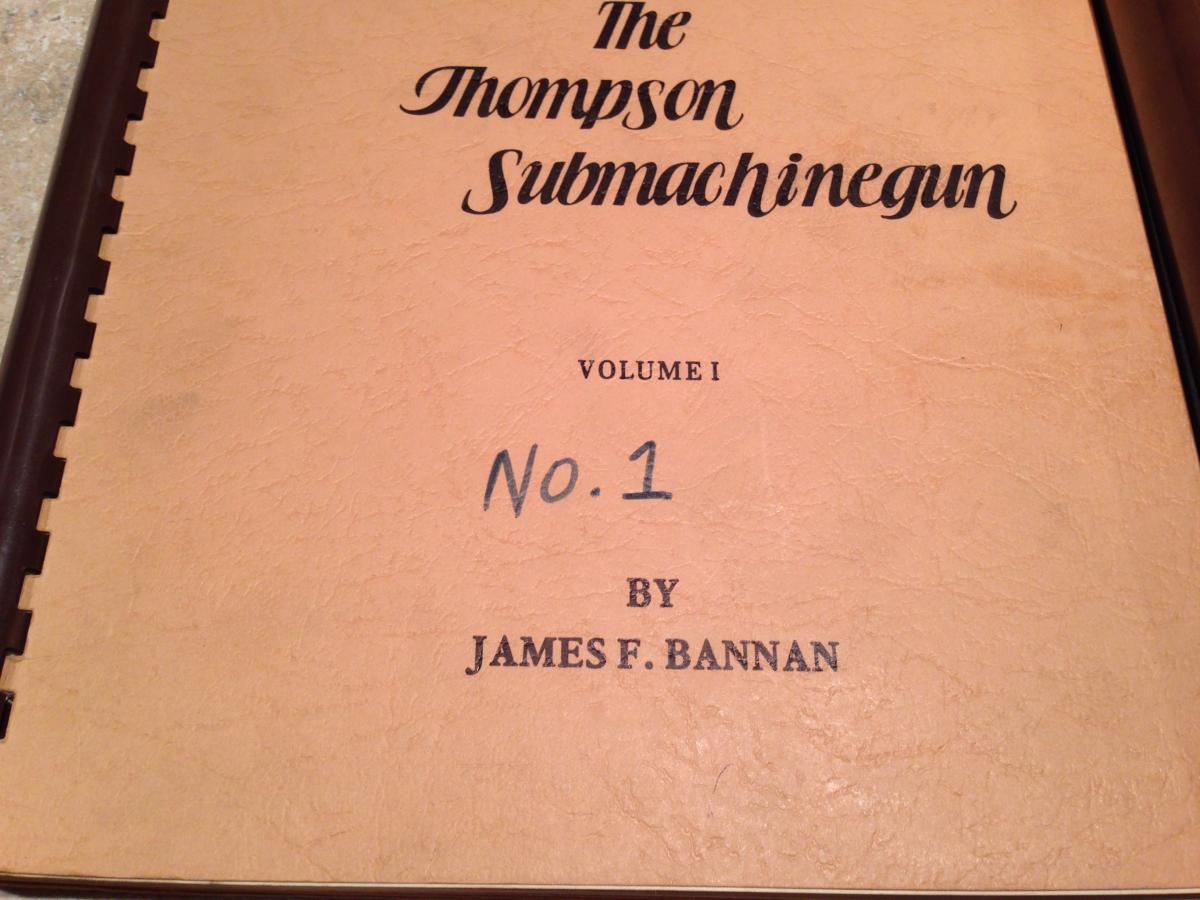 The
Thompson
Submachinegun
VOLUME I
No. 1
BY
JAMES F. BANNAN